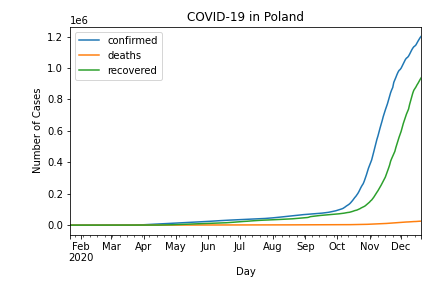 COVID-19 in Poland
1e6
confirmed
deaths
recovered
Number of Cases
1.2
1.0
0.8
0.6
0.4
0.2
0.0
Feb Mar Apr May Jun Jul Aug Sep Oct Nov Dec
2020
Day